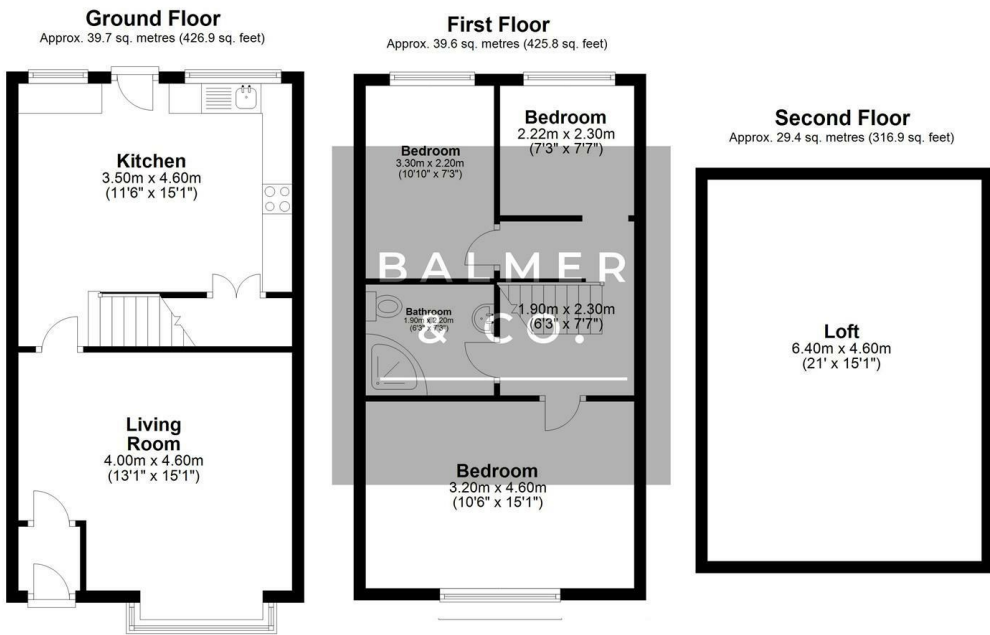 Ground Floor
Approx. 39.7 sq. metres (426.9 sq. feet)
Kitchen
3.50m x 4.60m
(11'6" x 15'1")
Living
Room
4.00m x 4.60m
(13'1" x 15'1")
First Floor
Approx. 39.6 sq. metres (425.8 sq. feet)
Bedroom
3.30m x 2.20m
(10'10" x 7'3")
Bedroom
2.22m x 2.30m
(7'3" x 7'7")
BALMER
& CO.
Bathroom
1.90m x 2.20m
(6'3" x 7'3")
1.90m x 2.30m
(6'3" x 7'7")
Bedroom
3.20m x 4.60m
(10'6" x 15'1")
Second Floor
Approx. 29.4 sq. metres (316.9 sq. feet)
Loft
6.40m x 4.60m
(21' x 15'1")